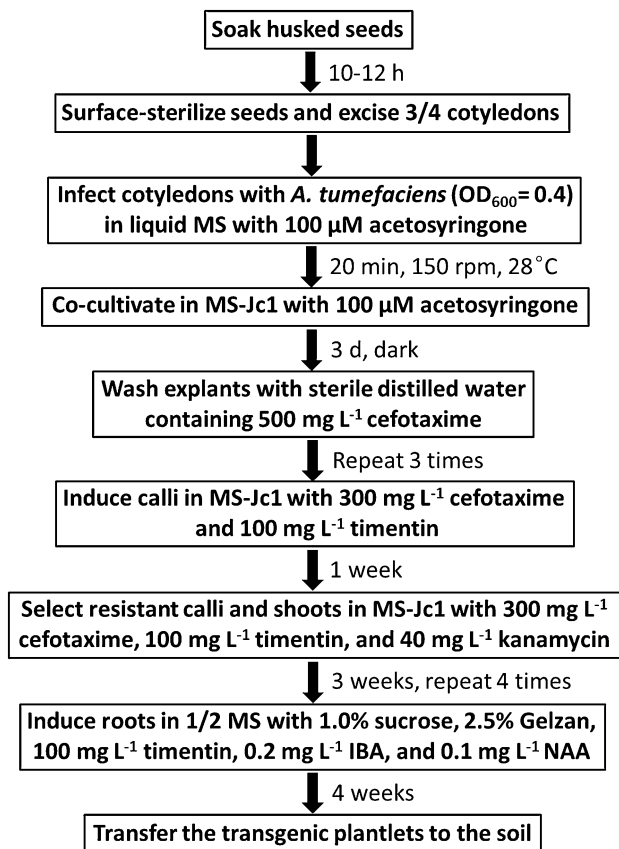 Soak husked seeds
10-12 h
Surface-sterilize seeds and excise 3/4 cotyledons
Infect cotyledons with A. tumefaciens (OD₆₀₀= 0.4)
in liquid MS with 100 µM acetosyringone
20 min, 150 rpm, 28°C
Co-cultivate in MS-Jc1 with 100 µM acetosyringone
3 d, dark
Wash explants with sterile distilled water
containing 500 mg L⁻¹ cefotaxime
Repeat 3 times
Induce calli in MS-Jc1 with 300 mg L⁻¹ cefotaxime
and 100 mg L⁻¹ timentin
1 week
Select resistant calli and shoots in MS-Jc1 with 300 mg L⁻¹
cefotaxime, 100 mg L⁻¹ timentin, and 40 mg L⁻¹ kanamycin
3 weeks, repeat 4 times
Induce roots in 1/2 MS with 1.0% sucrose, 2.5% Gelzan,
100 mg L⁻¹ timentin, 0.2 mg L⁻¹ IBA, and 0.1 mg L⁻¹ NAA
4 weeks
Transfer the transgenic plantlets to the soil